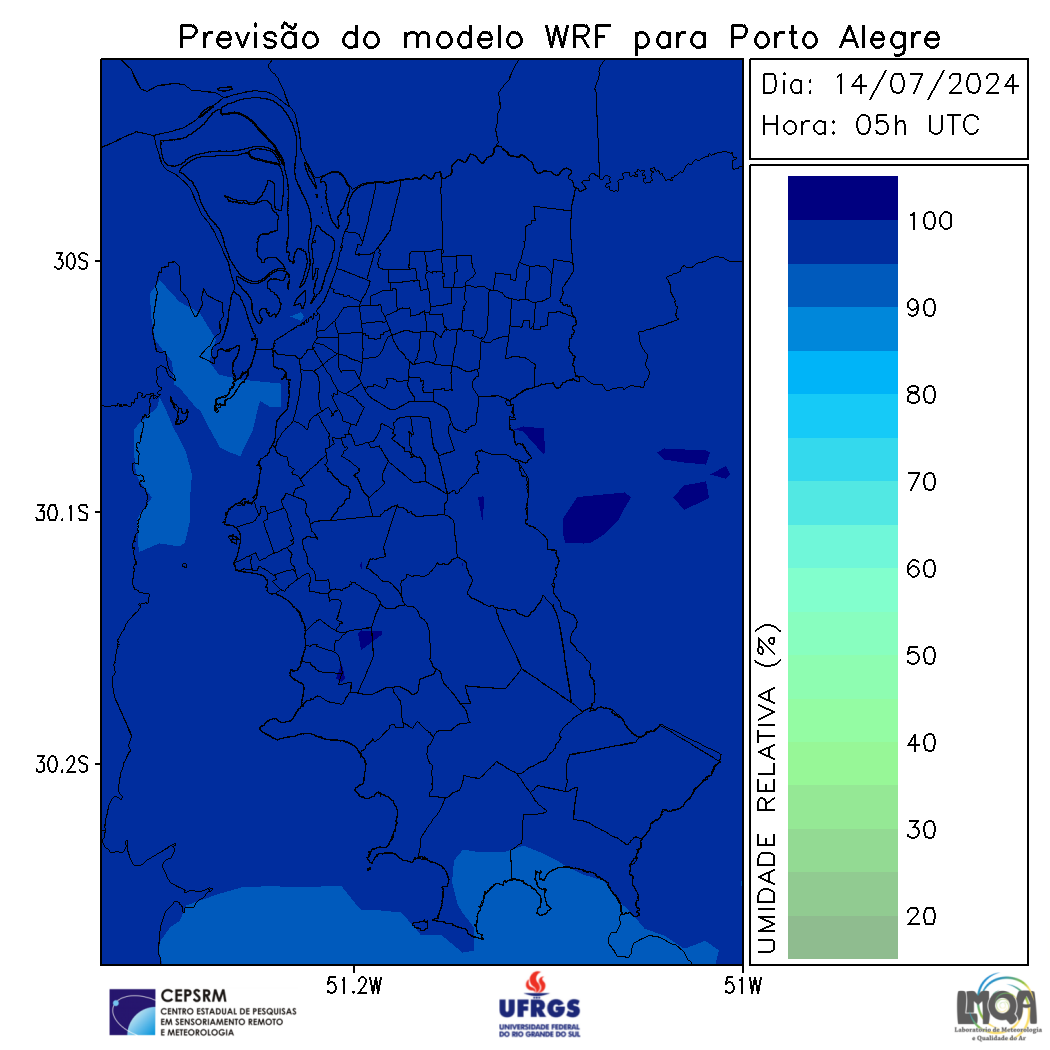 Previsão do modelo WRF para Porto Alegre
Dia: 14/07/2024
Hora: 05h UTC
30S
30.1S
30.2S
51.2W
51W
100
90
80
70
60
50
40
30
20
UMIDADE RELATIVA (%)
CEPSRM
CENTRO ESTADUAL DE PESQUISAS
EM SENSORIAMENTO REMOTO
E METEOROLOGIA
UFRGS
UNIVERSIDADE FEDERAL
DO RIO GRANDE DO SUL
LMQA
Laboratório de Meteorologia
e Qualidade do Ar